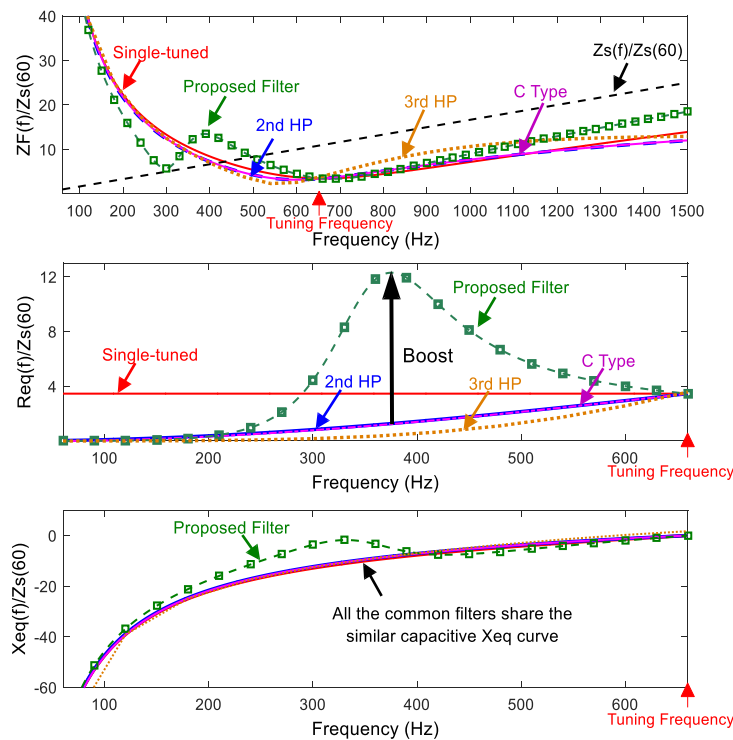 40
30
20
10
ZF(f)/Zs(60)
Single-tuned
Proposed Filter
2nd HP
3rd HP
C Type
Zs(f)/Zs(60)
100 200 300 400 500 600 700 800 900 1000 1100 1200 1300 1400 1500
Tuning Frequency
Frequency (Hz)
12
8
4
0
Req(f)/Zs(60)
Single-tuned
Proposed Filter
Boost
2nd HP
3rd HP
C Type
100 200 300 400 500 600
Frequency (Hz)
Tuning Frequency
0
-20
-40
-60
Xeq(f)/Zs(60)
Proposed Filter
All the common filters share the
similar capacitive Xeq curve
100 200 300 400 500 600
Frequency (Hz)
Tuning Frequency